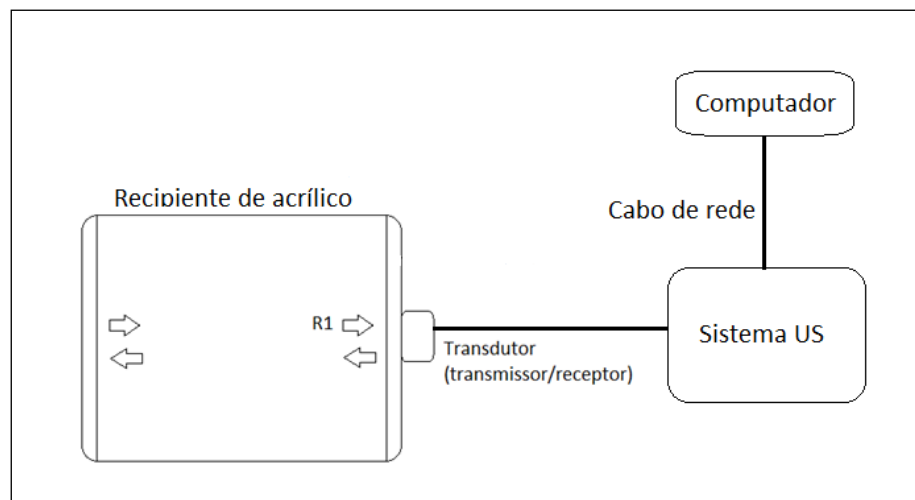 Computador
Recipiente de acrílico
Cabo de rede
R1
Sistema US
Transdutor
(transmissor/receptor)